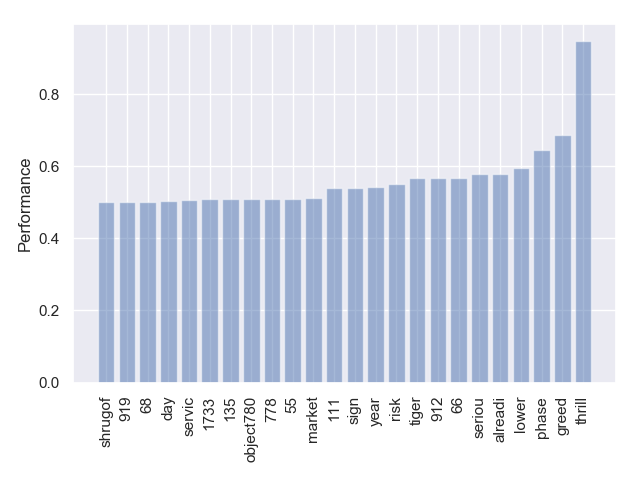 Performance
0.8
0.6
0.4
0.2
0.0
shrugof
919
68
day
servic
1733
135
object780
778
55
market
111
sign
year
risk
tiger
912
66
seriou
alreadi
lower
phase
greed
thrill